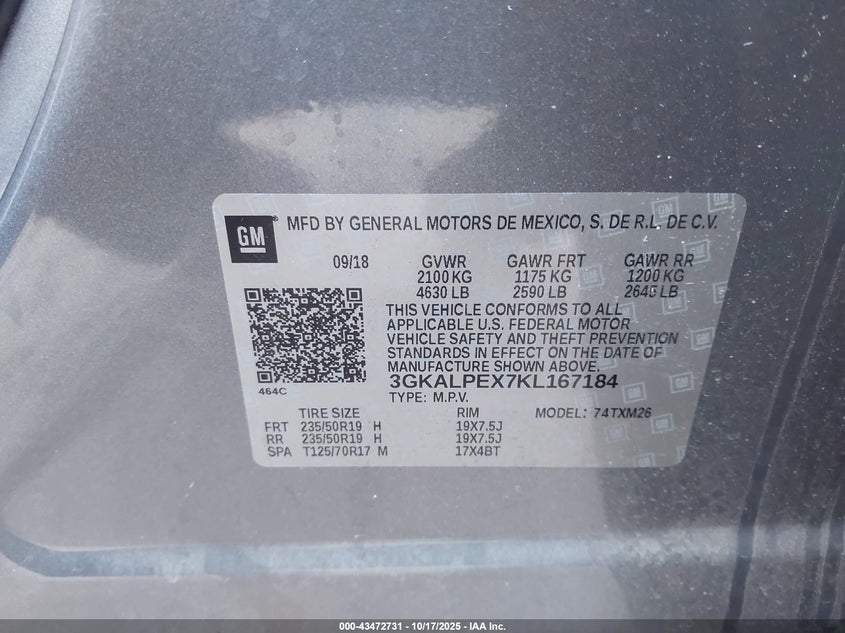 GM ® MFD BY GENERAL MOTORS DE MEXICO, S. DE R.L. DE C.V.
09/18 GVWR GAWR FRT GAWR RR
2100 KG 1175 KG 1200 KG
4630 LB 2590 LB 2645 LB
THIS VEHICLE CONFORMS TO ALL
APPLICABLE U.S. FEDERAL MOTOR
VEHICLE SAFETY AND THEFT PREVENTION
STANDARDS IN EFFECT ON THE DATE OF
MANUFACTURE SHOWN ABOVE.
3GKALPEX7KL167184
464C
TYPE: M.P.V.
TIRE SIZE RIM MODEL: 74TXM26
FRT 235/50R19 H 19X7.5J
RR 235/50R19 H 19X7.5J
SPA T125/70R17 M 17X4BT
000-43472731 - 10/17/2025 - IAA Inc.